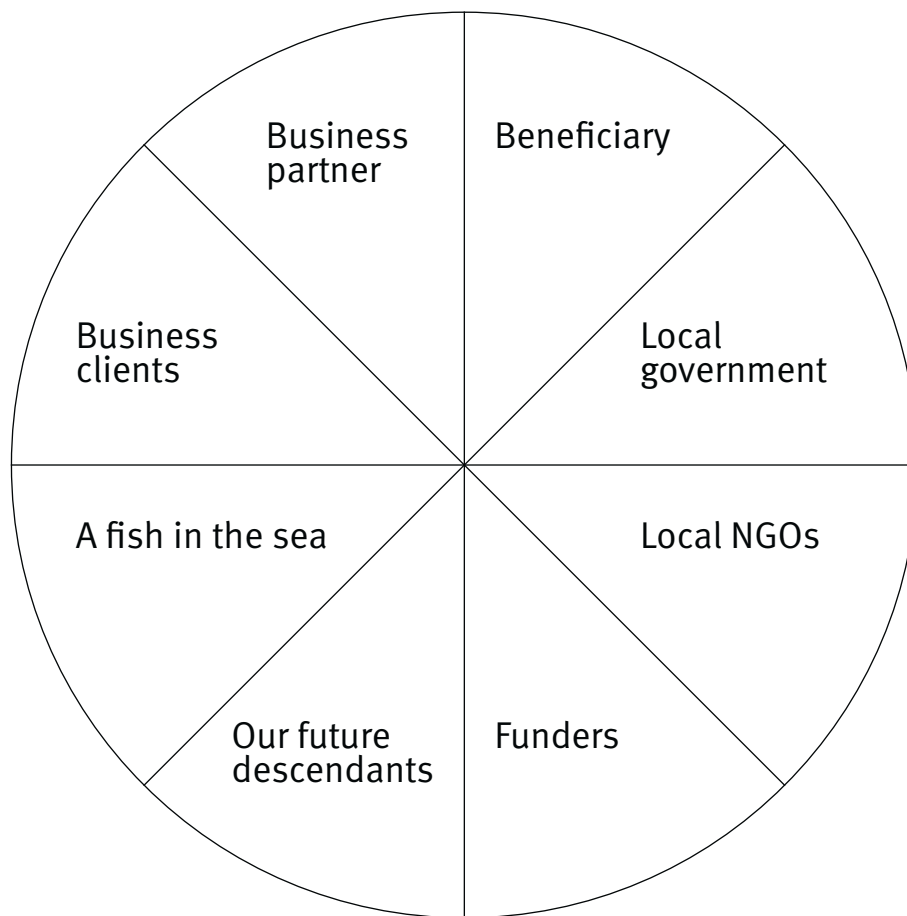 Business
partner
Beneficiary
Business
clients
Local
government
A fish in the sea
Local NGOs
Our future
descendants
Funders